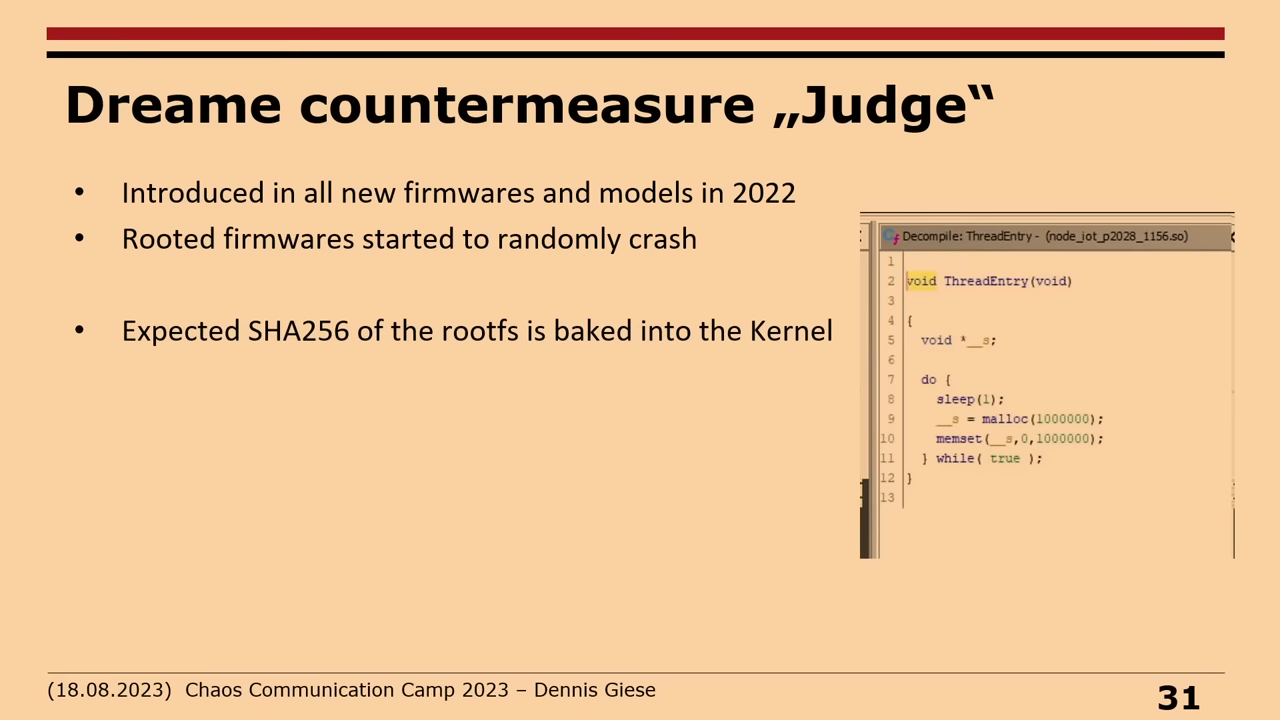 Dreame countermeasure „Judge“
• Introduced in all new firmwares and models in 2022
• Rooted firmwares started to randomly crash
• Expected SHA256 of the rootfs is baked into the Kernel
Decompile: ThreadEntry - (node_iot_p2028_1156.so)
1
2 void ThreadEntry(void)
3
4 {
5 void *__s;
6
7 do {
8 sleep(1);
9 __s = malloc(1000000);
10 memset(__s,0,1000000);
11 } while( true );
12 }
13
(18.08.2023) Chaos Communication Camp 2023 – Dennis Giese
31